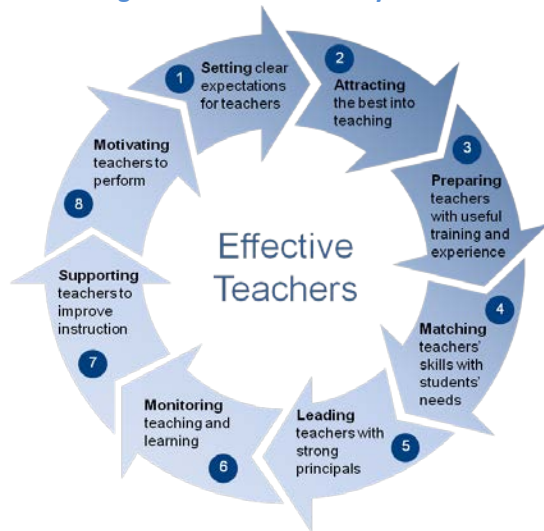 1
Setting clear
expectations
for teachers
2
Attracting
the best into
teaching
3
Preparing
teachers
with useful
training and
experience
4
Matching
teachers'
skills with
students'
needs
Leading
teachers with
strong
principals
5
Monitoring
teaching and
learning
6
Supporting
teachers to
improve
instruction
7
Motivating
teachers to
perform
8
Effective
Teachers